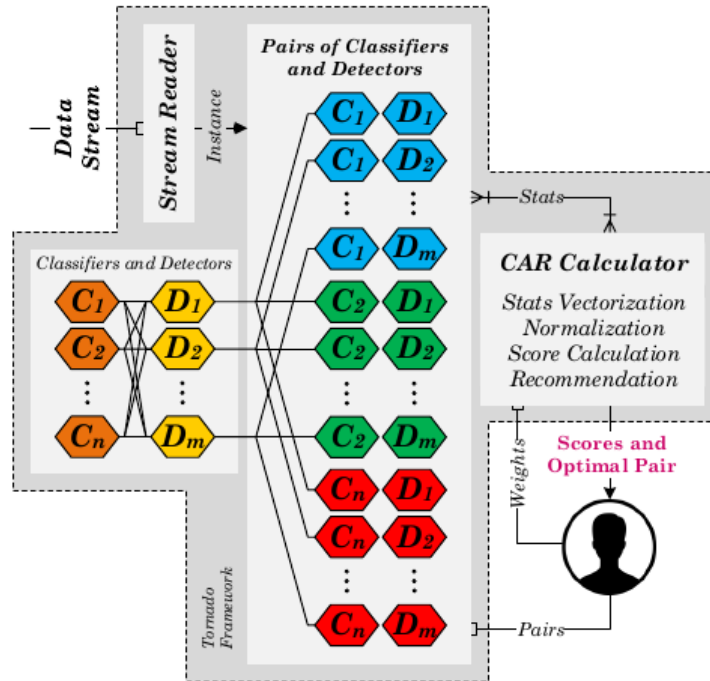 Data
Stream
Stream Reader
Instance
Pairs of Classifiers
and Detectors
C1 D1
C1 D2
⋮ ⋮
C1 Dm
C2 D1
C2 D2
⋮ ⋮
C2 Dm
Cn D1
Cn D2
⋮ ⋮
Cn Dm
Classifiers and Detectors
C1 D1
C2 D2
⋮ ⋮
Cn Dm
Tornado
Framework
Stats
CAR Calculator
Stats Vectorization
Normalization
Score Calculation
Recommendation
Weights
Scores and
Optimal Pair
Pairs